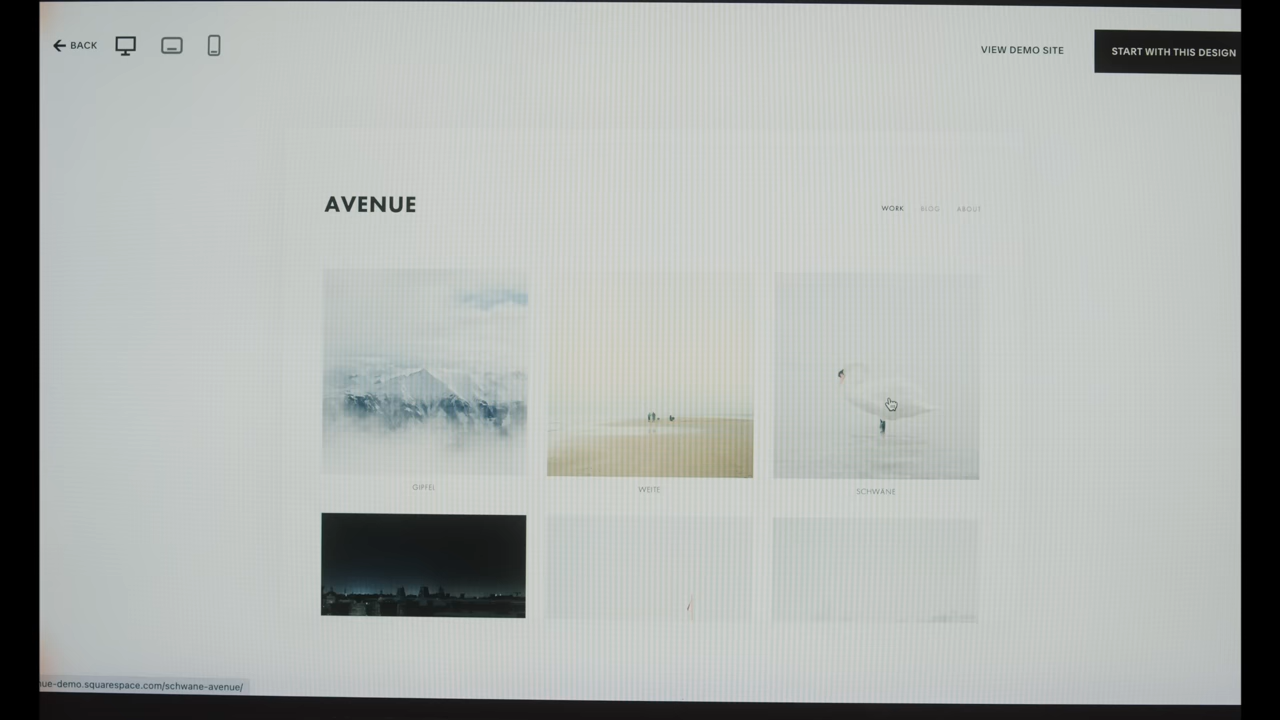 BACK
VIEW DEMO SITE
START WITH THIS DESIGN
AVENUE
WORK BLOG ABOUT
GIPFEL
WEITE
SCHWÄNE
ue-demo.squarespace.com/schwane-avenue/